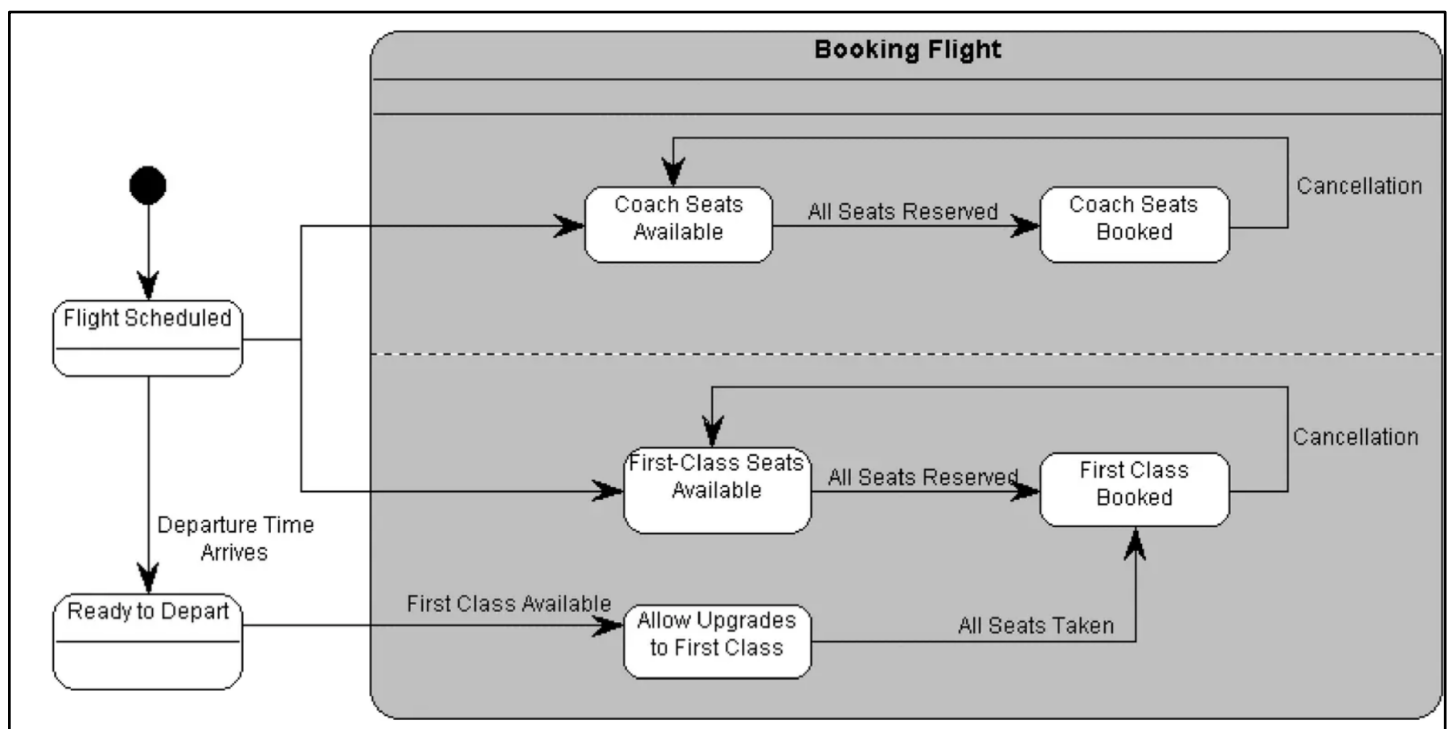 Booking Flight
Coach Seats
Available
All Seats Reserved
Coach Seats
Booked
Cancellation
Flight Scheduled
First-Class Seats
Available
All Seats Reserved
First Class
Booked
Cancellation
Departure Time
Arrives
Ready to Depart
First Class Available
Allow Upgrades
to First Class
All Seats Taken